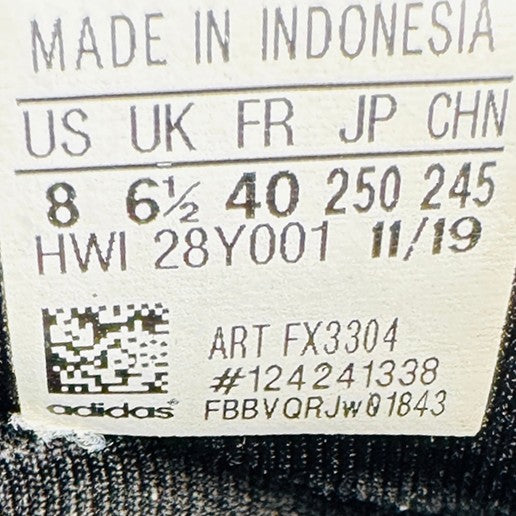 MADE IN INDONESIA
US UK FR JP CHN
8 6½ 40 250 245
HWI 28Y001 11/19
ART FX3304
#124241338
adidas FBBVQRJw01843